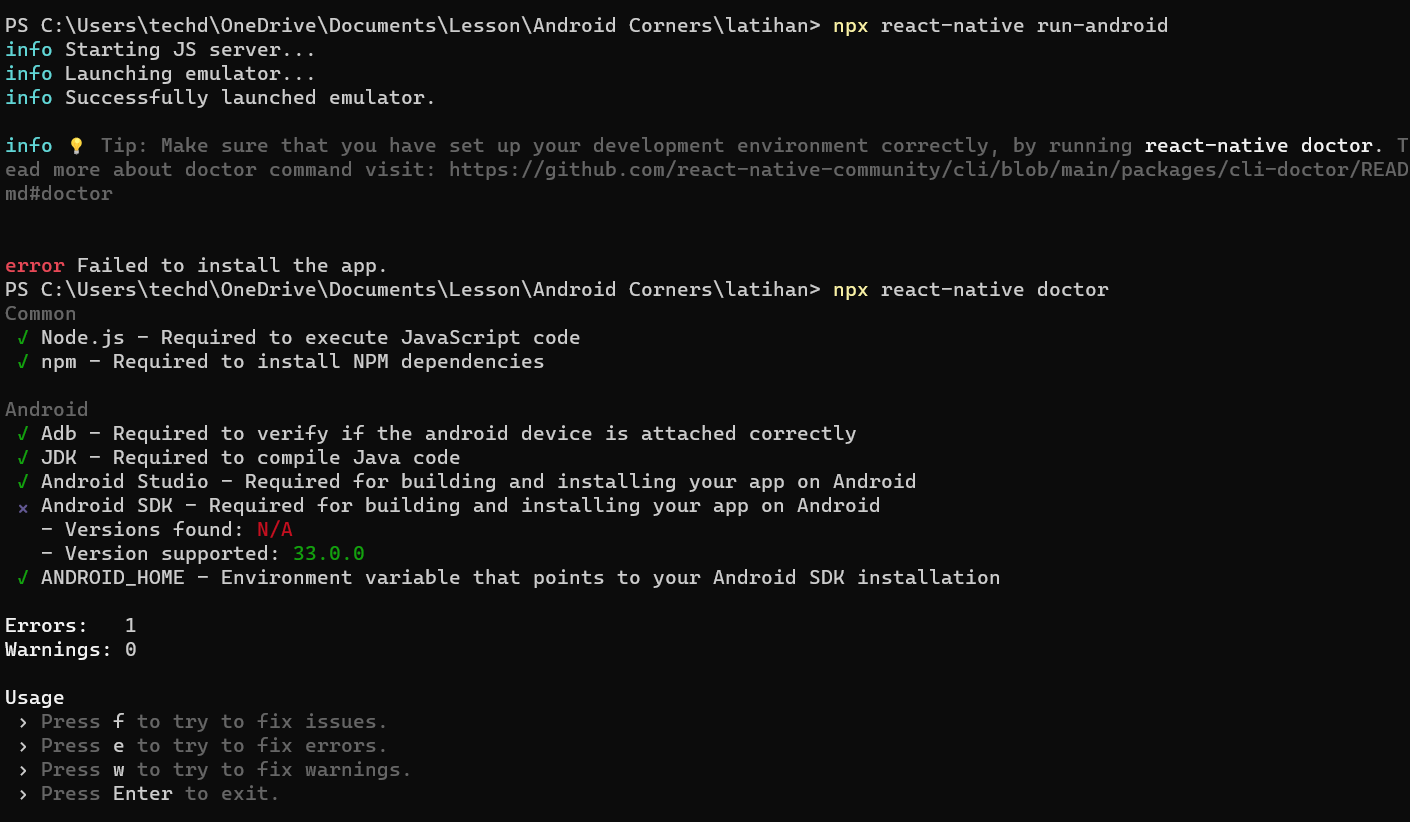 PS C:\Users\techd\OneDrive\Documents\Lesson\Android Corners\latihan> npx react-native run-android
info Starting JS server...
info Launching emulator...
info Successfully launched emulator.
info 💡 Tip: Make sure that you have set up your development environment correctly, by running react-native doctor. T
ead more about doctor command visit: https://github.com/react-native-community/cli/blob/main/packages/cli-doctor/READ
md#doctor
error Failed to install the app.
PS C:\Users\techd\OneDrive\Documents\Lesson\Android Corners\latihan> npx react-native doctor
Common
√ Node.js - Required to execute JavaScript code
√ npm - Required to install NPM dependencies
Android
√ Adb - Required to verify if the android device is attached correctly
√ JDK - Required to compile Java code
√ Android Studio - Required for building and installing your app on Android
× Android SDK - Required for building and installing your app on Android
- Versions found: N/A
- Version supported: 33.0.0
√ ANDROID_HOME - Environment variable that points to your Android SDK installation
Errors: 1
Warnings: 0
Usage
› Press f to try to fix issues.
› Press e to try to fix errors.
› Press w to try to fix warnings.
› Press Enter to exit.